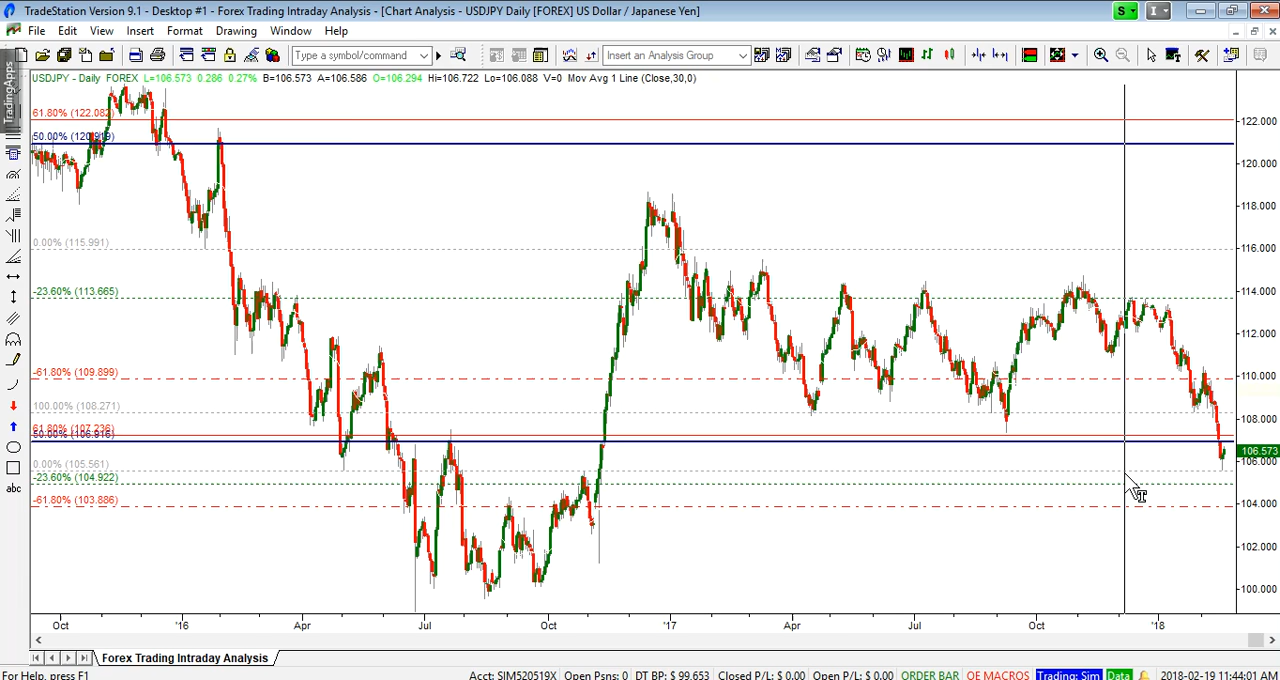 TradeStation Version 9.1 - Desktop #1 - Forex Trading Intraday Analysis - [Chart Analysis - USDJPY Daily [FOREX] US Dollar / Japanese Yen]
S
I
File Edit View Insert Format Drawing Window Help
Type a symbol/command
Insert an Analysis Group
TradingApps
USDJPY - Daily FOREX L=106.573 0.286 0.27% B=106.573 A=106.586 O=106.294 Hi=106.722 Lo=106.088 V=0 Mov Avg 1 Line (Close,30,0)
61.80% (122.082)
122.000
50.00% (120.919)
120.000
118.000
0.00% (115.991)
116.000
-23.60% (113.665)
114.000
112.000
-61.80% (109.899)
110.000
100.00% (108.271)
108.000
61.80% (107.236)
50.00% (106.916)
106.573
106.000
0.00% (105.561)
-23.60% (104.922)
-61.80% (103.886)
104.000
102.000
100.000
abc
Oct '16 Apr Jul Oct '17 Apr Jul Oct '18
Forex Trading Intraday Analysis
For Help, press F1
Acct: SIM520519X Open Psns: 0 DT BP: $ 99,653 Closed P/L: $ 0.00 Open P/L: $ 0.00 ORDER BAR OE MACROS Trading: Sim Data 2018-02-19 11:44:01 AM